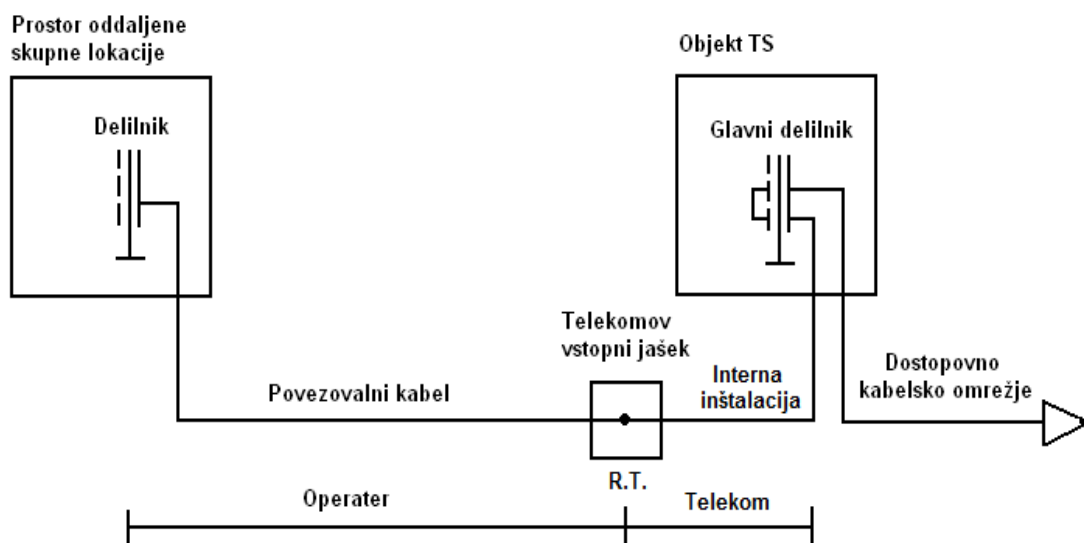 Prostor oddaljene
skupne lokacije
Objekt TS
Delilnik
Glavni delilnik
Telekomov
vstopni jašek
Povezovalni kabel
Interna
inštalacija
Dostopovno
kabelsko omrežje
R.T.
Operater
Telekom